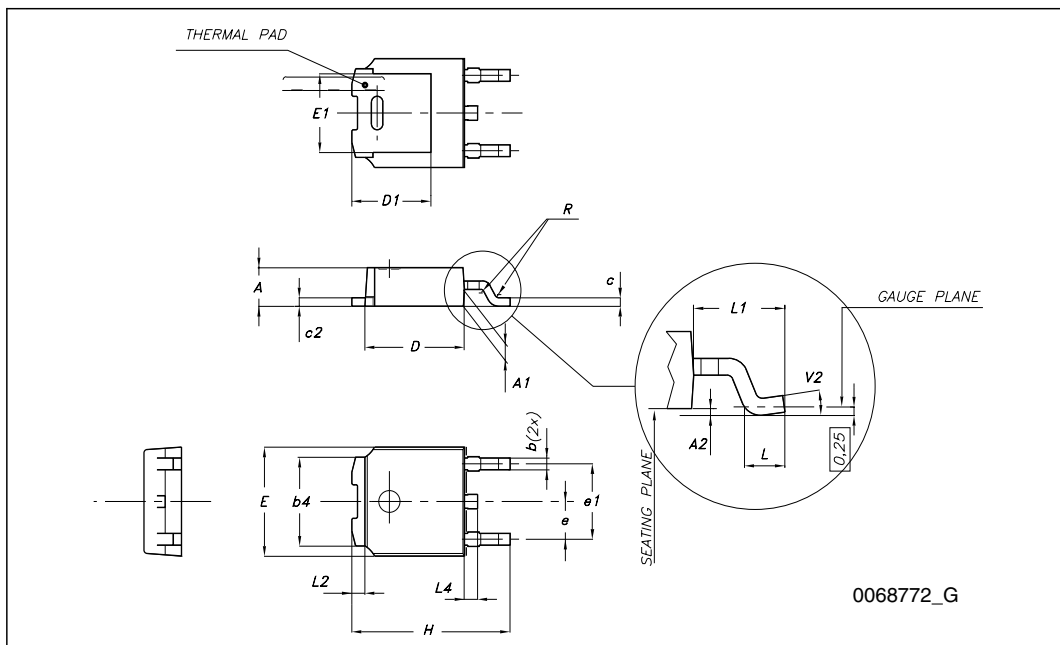 THERMAL PAD
E1
D1
R
A
c
c2
D
A1
L1
GAUGE PLANE
V2
A2
L
0,25
SEATING PLANE
b(2x)
E
b4
e
e1
L2
L4
H
0068772_G